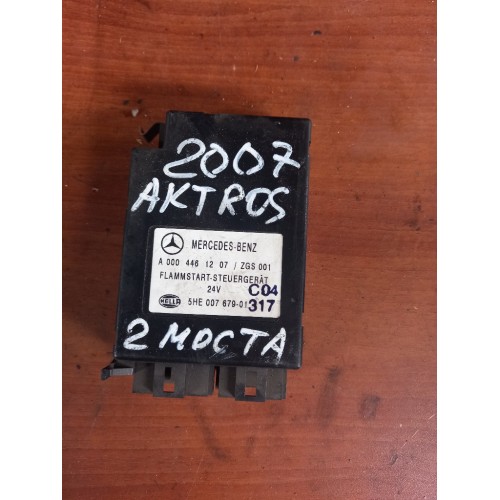 2007
AKTROS
MERCEDES-BENZ
A 000 446 12 07 / ZGS 001
FLAMMSTART-STEUERGERÄT
24V C04
HELLA 5HE 007 679-01 317
2 МОСТА